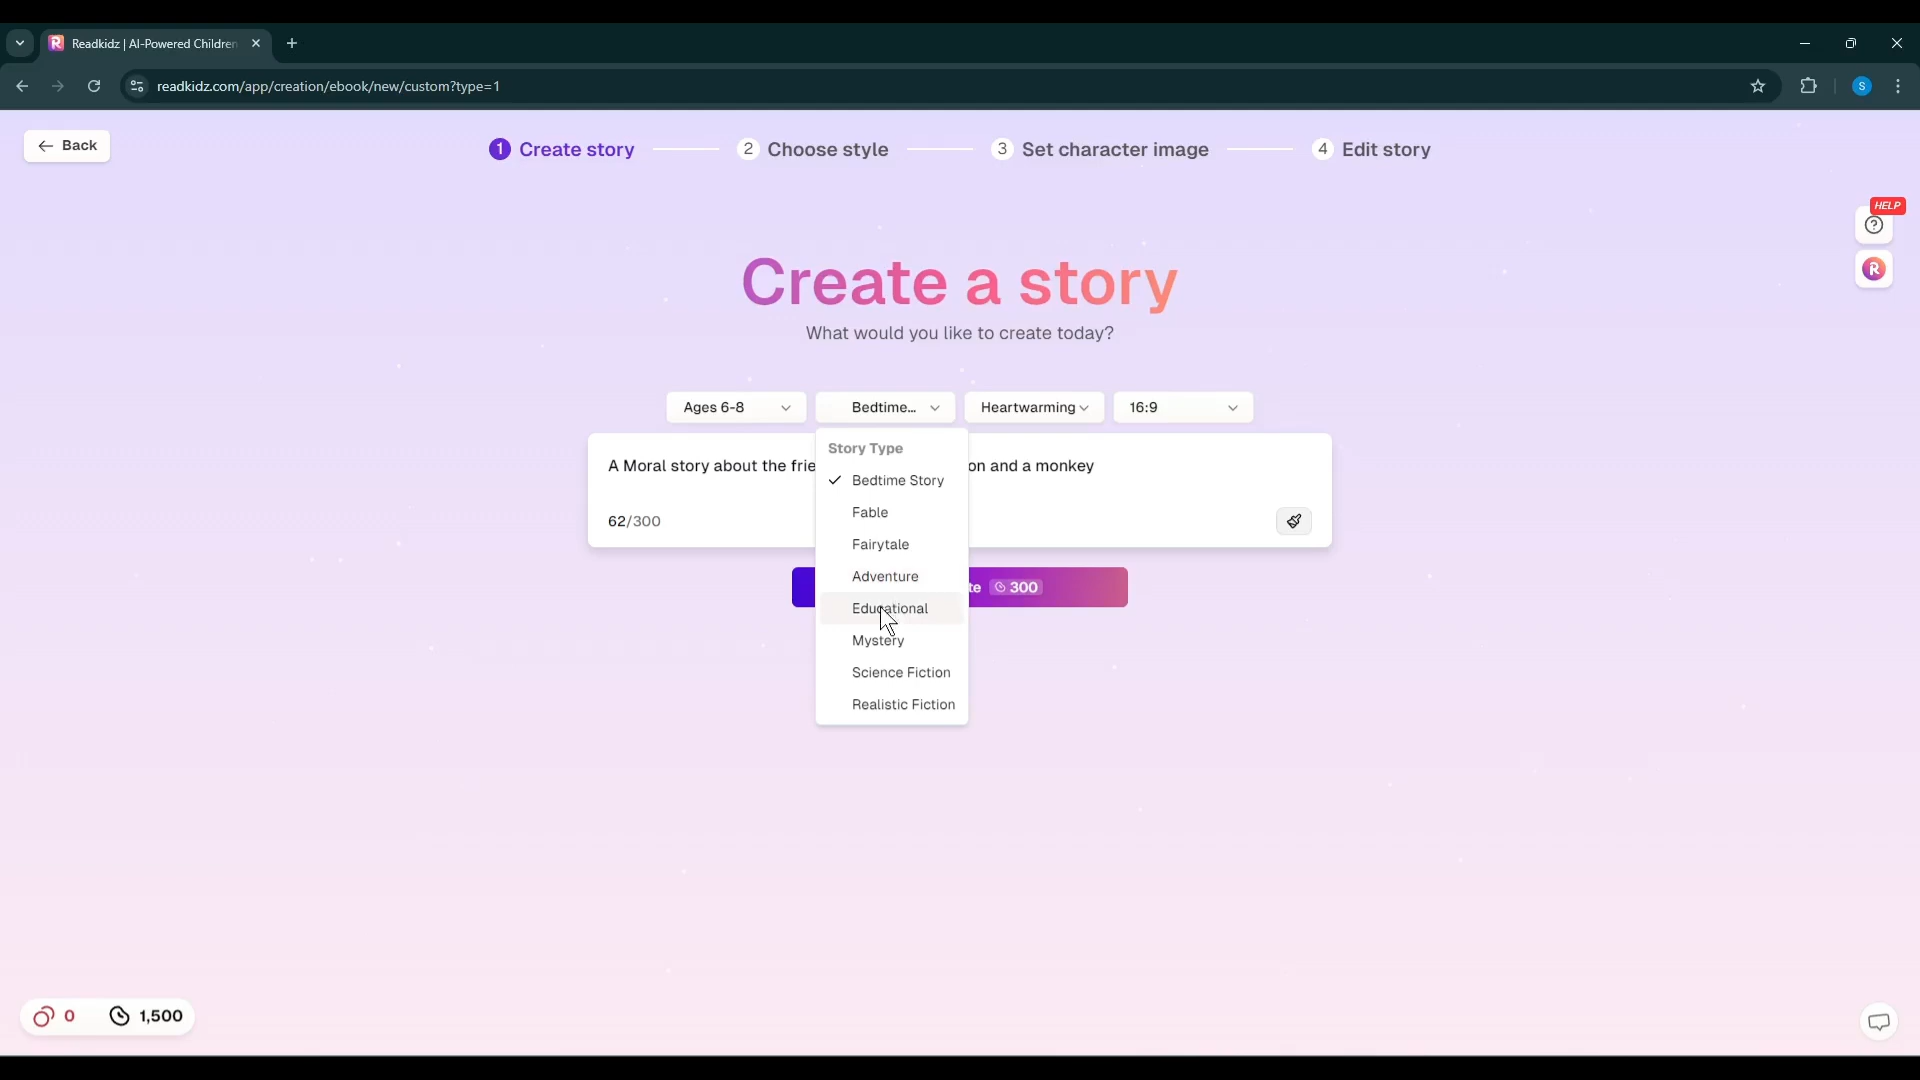 Readkidz | AI-Powered Children
readkidz.com/app/creation/ebook/new/custom?type=1
S
Back
1 Create story
2 Choose style
3 Set character image
4 Edit story
HELP
R
Create a story
What would you like to create today?
Ages 6-8
Bedtime...
Heartwarming
16:9
A Moral story about the frie on and a monkey
62/300
te 300
Story Type
Bedtime Story
Fable
Fairytale
Adventure
Educational
Mystery
Science Fiction
Realistic Fiction
0
1,500